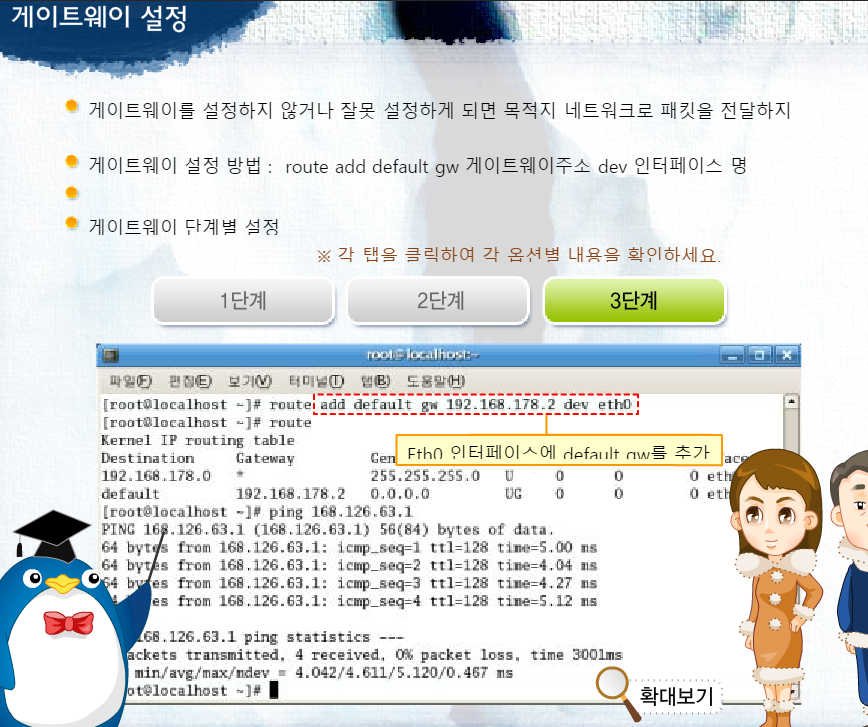 게이트웨이 설정
게이트웨이를 설정하지 않거나 잘못 설정하게 되면 목적지 네트워크로 패킷을 전달하지
게이트웨이 설정 방법 : route add default gw 게이트웨이주소 dev 인터페이스 명
게이트웨이 단계별 설정
※ 각 탭을 클릭하여 각 옵션별 내용을 확인하세요.
1단계 2단계 3단계
root@localhost:~
파일(F) 편집(E) 보기(V) 터미널(T) 탭(B) 도움말(H)
[root@localhost ~]# route add default gw 192.168.178.2 dev eth0
[root@localhost ~]# route
Kernel IP routing table
Eth0 인터페이스에 default gw를 추가
Destination Gateway Gen ace
192.168.178.0 * 255.255.255.0 U 0 0 0 eth
default 192.168.178.2 0.0.0.0 UG 0 0 0 eth
[root@localhost ~]# ping 168.126.63.1
PING 168.126.63.1 (168.126.63.1) 56(84) bytes of data.
64 bytes from 168.126.63.1: icmp_seq=1 ttl=128 time=5.00 ms
64 bytes from 168.126.63.1: icmp_seq=2 ttl=128 time=4.04 ms
64 bytes from 168.126.63.1: icmp_seq=3 ttl=128 time=4.27 ms
4 bytes from 168.126.63.1: icmp_seq=4 ttl=128 time=5.12 ms
168.126.63.1 ping statistics ---
ackets transmitted, 4 received, 0% packet loss, time 3001ms
min/avg/max/mdev = 4.042/4.611/5.120/0.467 ms
ot@localhost ~]#
확대보기